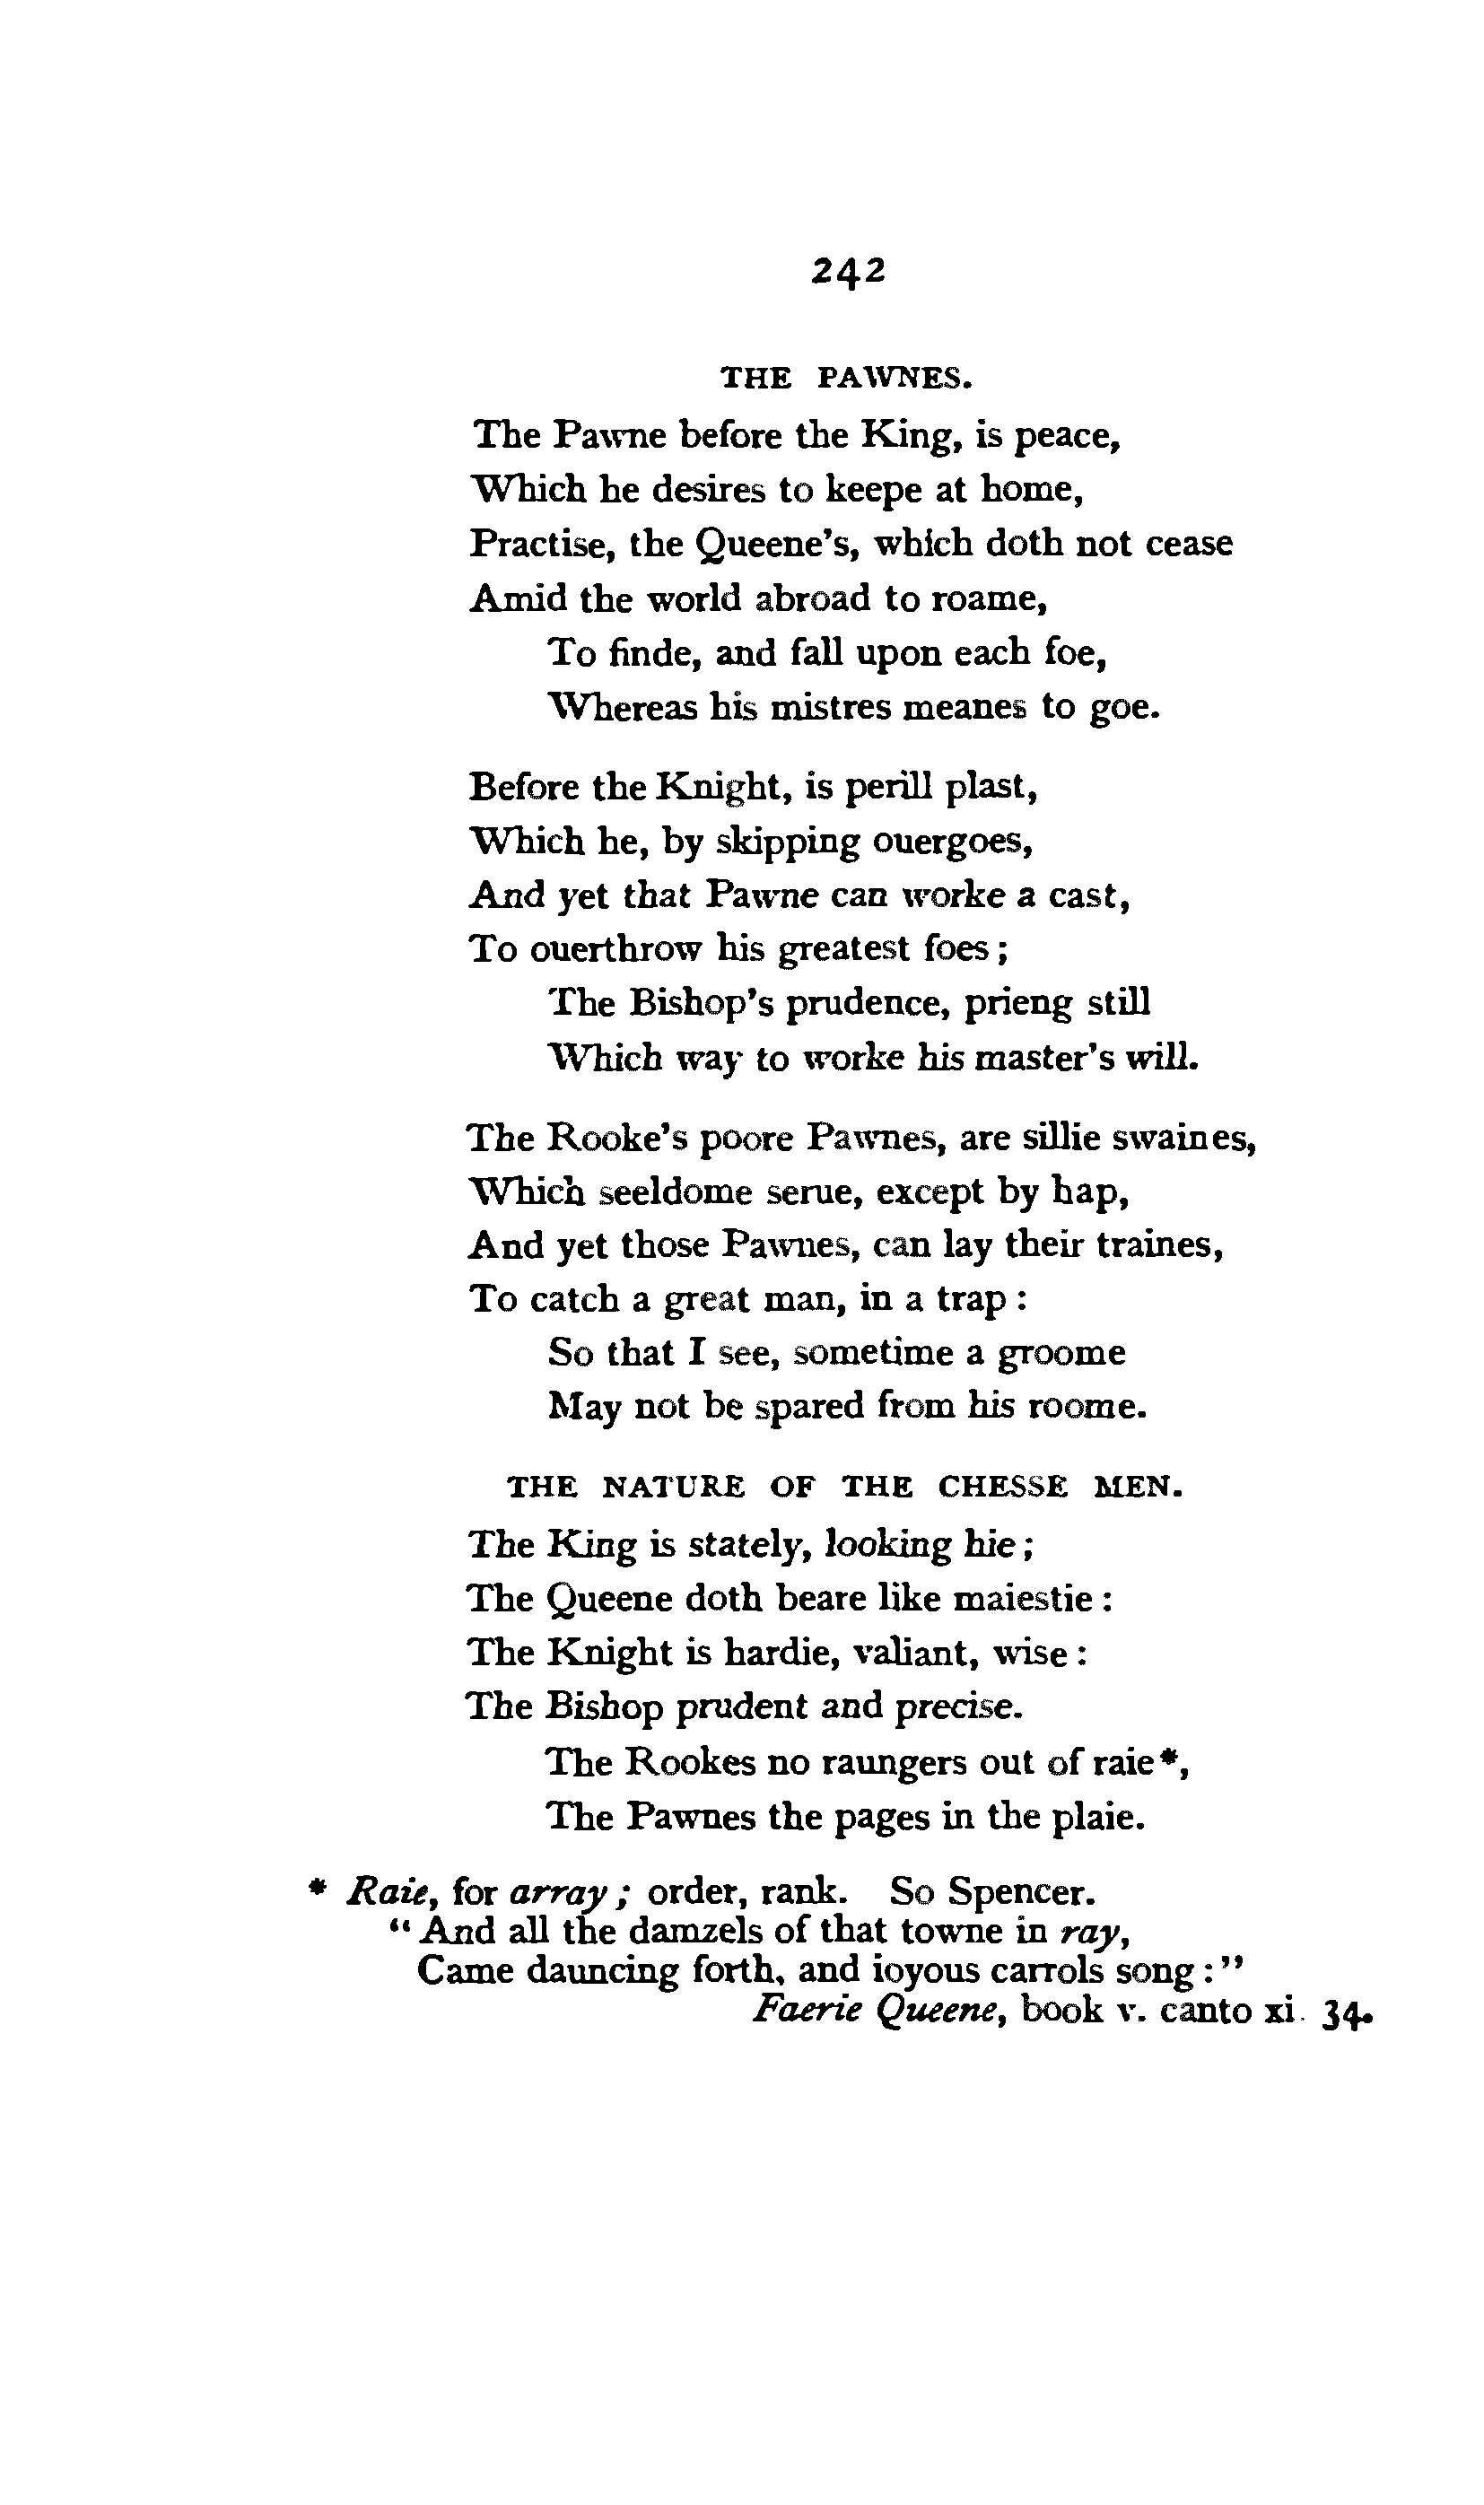 242
THE PAWNES.
The Pawne before the King, is peace,
Which he desires to keepe at home,
Practise, the Queene's, which doth not cease
Amid the world abroad to roame,
To finde, and fall upon each foe,
Whereas his mistres meanes to goe.
Before the Knight, is perill plast,
Which he, by skipping ouergoes,
And yet that Pawne can worke a cast,
To ouerthrow his greatest foes;
The Bishop's prudence, prieng still
Which way to worke his master's will.
The Rooke's poore Pawnes, are sillie swaines,
Which seeldome serue, except by hap,
And yet those Pawnes, can lay their traines,
To catch a great man, in a trap:
So that I see, sometime a groome
May not be spared from his roome.
THE NATURE OF THE CHESSE MEN.
The King is stately, looking hie;
The Queene doth beare like maiestie:
The Knight is hardie, valiant, wise:
The Bishop prudent and precise.
The Rookes no raungers out of raie*,
The Pawnes the pages in the plaie.
* Raie, for array; order, rank. So Spencer.
"And all the damzels of that towne in ray,
Came dauncing forth, and ioyous carrols song:"
Faerie Queene, book v. canto xi. 34.